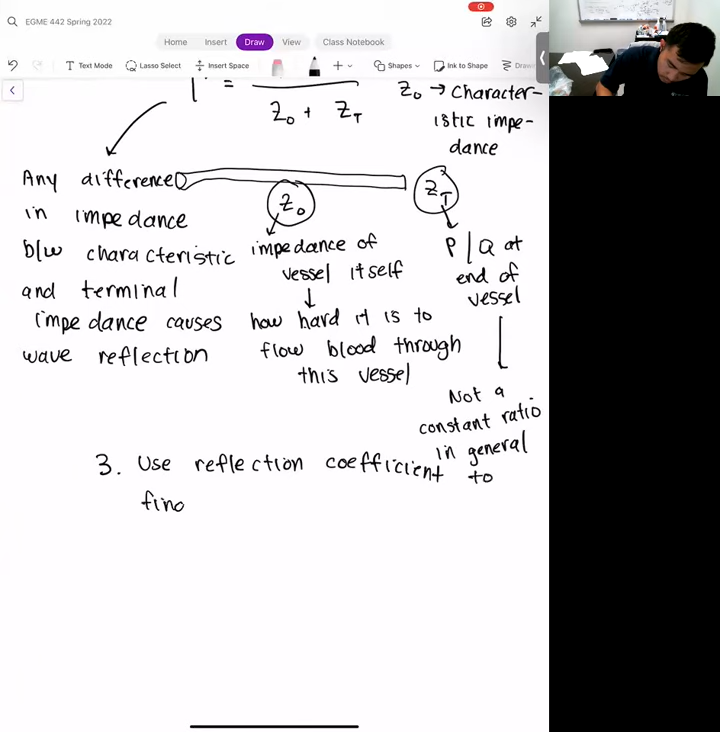 EGME 442 Spring 2022
Home Insert Draw View Class Notebook
Text Mode Lasso Select Insert Space Shapes Ink to Shape Draw
Γ =
Z₀ + Z_T
Z₀ → Character-
istic impe-
dance
Any difference
in impedance
b/w characteristic
and terminal
impedance causes
wave reflection
Z₀
impedance of
vessel itself
↓
how hard it is to
flow blood through
this vessel
Z_T
P/Q at
end of
vessel
Not a
constant ratio
in general
3. Use reflection coefficient to
find